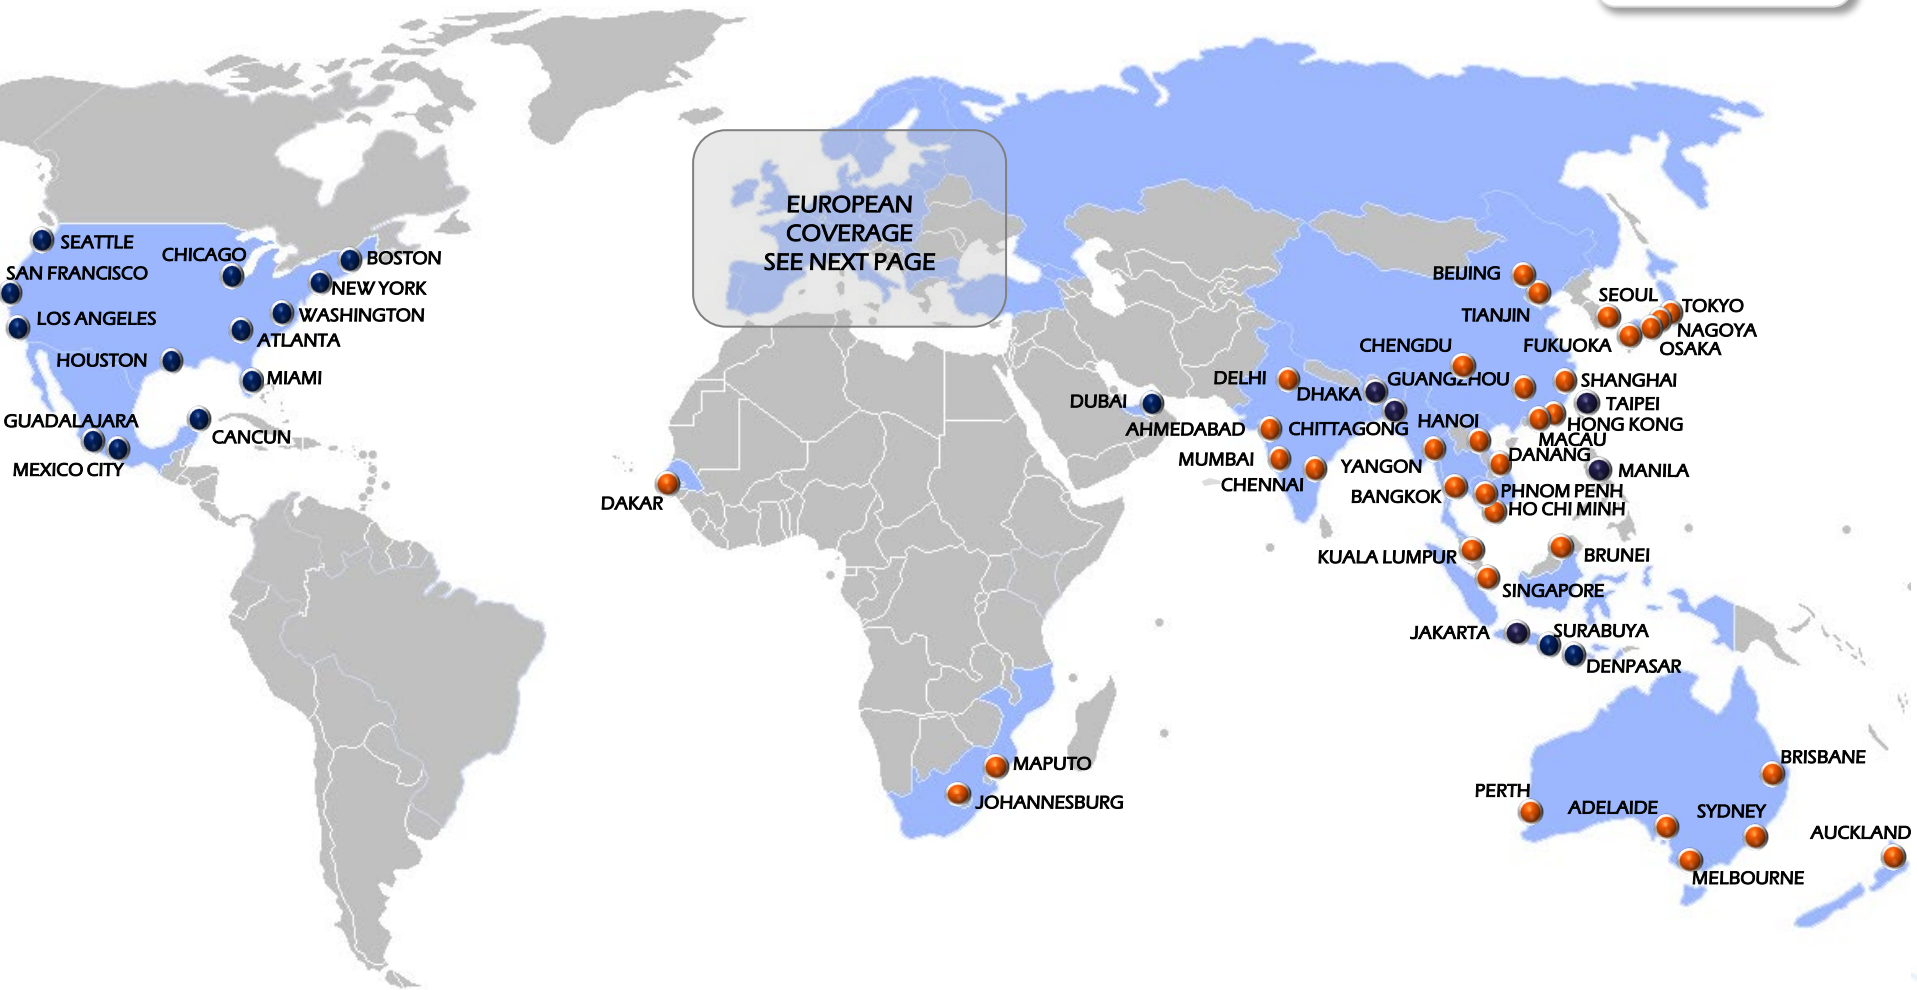 SEATTLE
CHICAGO
BOSTON
SAN FRANCISCO
NEW YORK
LOS ANGELES
WASHINGTON
ATLANTA
HOUSTON
MIAMI
GUADALAJARA
CANCUN
MEXICO CITY
EUROPEAN
COVERAGE
SEE NEXT PAGE
DAKAR
MAPUTO
JOHANNESBURG
DUBAI
BEIJING
TIANJIN
SEOUL
TOKYO
NAGOYA
OSAKA
FUKUOKA
CHENGDU
DELHI
DHAKA
GUANGZHOU
SHANGHAI
TAIPEI
AHMEDABAD
CHITTAGONG
HANOI
HONG KONG
MACAU
MUMBAI
YANGON
DANANG
MANILA
CHENNAI
BANGKOK
PHNOM PENH
HO CHI MINH
KUALA LUMPUR
BRUNEI
SINGAPORE
JAKARTA
SURABUYA
DENPASAR
BRISBANE
PERTH
ADELAIDE
SYDNEY
AUCKLAND
MELBOURNE